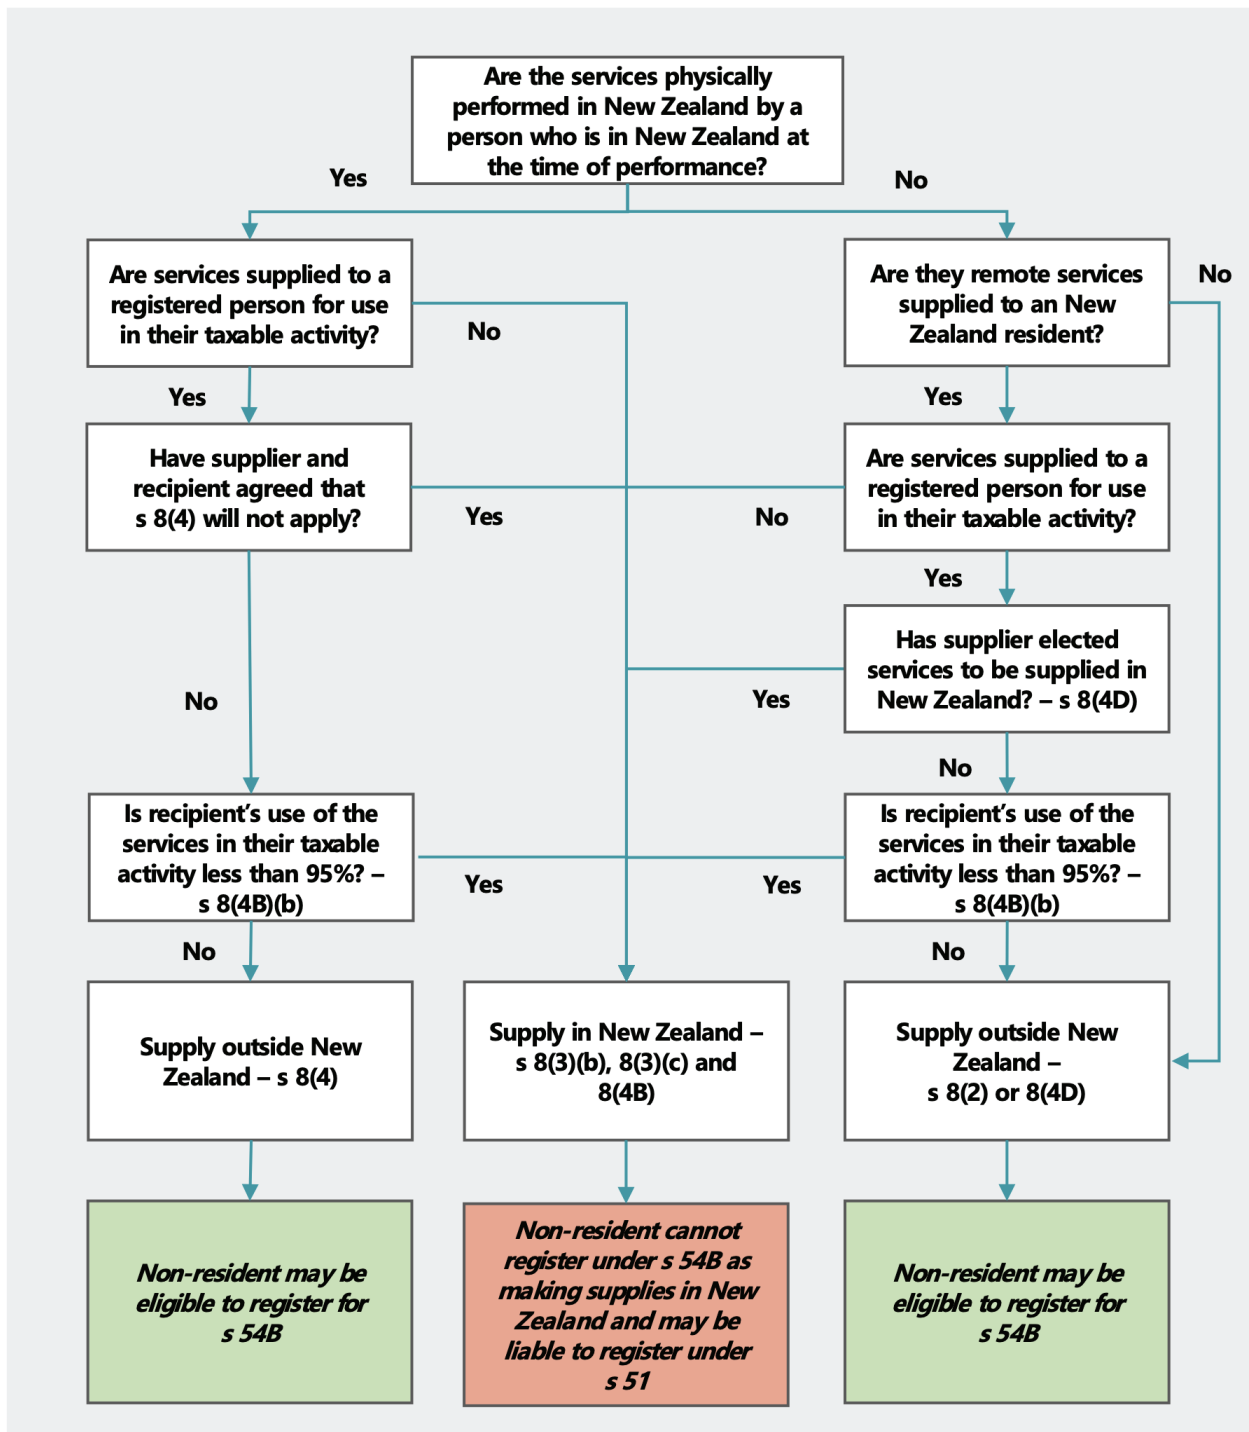 Are the services physically
performed in New Zealand by a
person who is in New Zealand at
the time of performance?
Yes
No
Are services supplied to a
registered person for use
in their taxable activity?
No
Are they remote services
supplied to an New
Zealand resident?
No
Yes
Yes
Have supplier and
recipient agreed that
s 8(4) will not apply?
Yes
No
Are services supplied to a
registered person for use
in their taxable activity?
Yes
Has supplier elected
services to be supplied in
New Zealand? – s 8(4D)
No
Yes
No
Is recipient’s use of the
services in their taxable
activity less than 95%? –
s 8(4B)(b)
Yes
Yes
Is recipient’s use of the
services in their taxable
activity less than 95%? –
s 8(4B)(b)
No
No
Supply outside New
Zealand – s 8(4)
Supply in New Zealand –
s 8(3)(b), 8(3)(c) and
8(4B)
Supply outside New
Zealand –
s 8(2) or 8(4D)
Non-resident may be
eligible to register for
s 54B
Non-resident cannot
register under s 54B as
making supplies in New
Zealand and may be
liable to register under
s 51
Non-resident may be
eligible to register for
s 54B